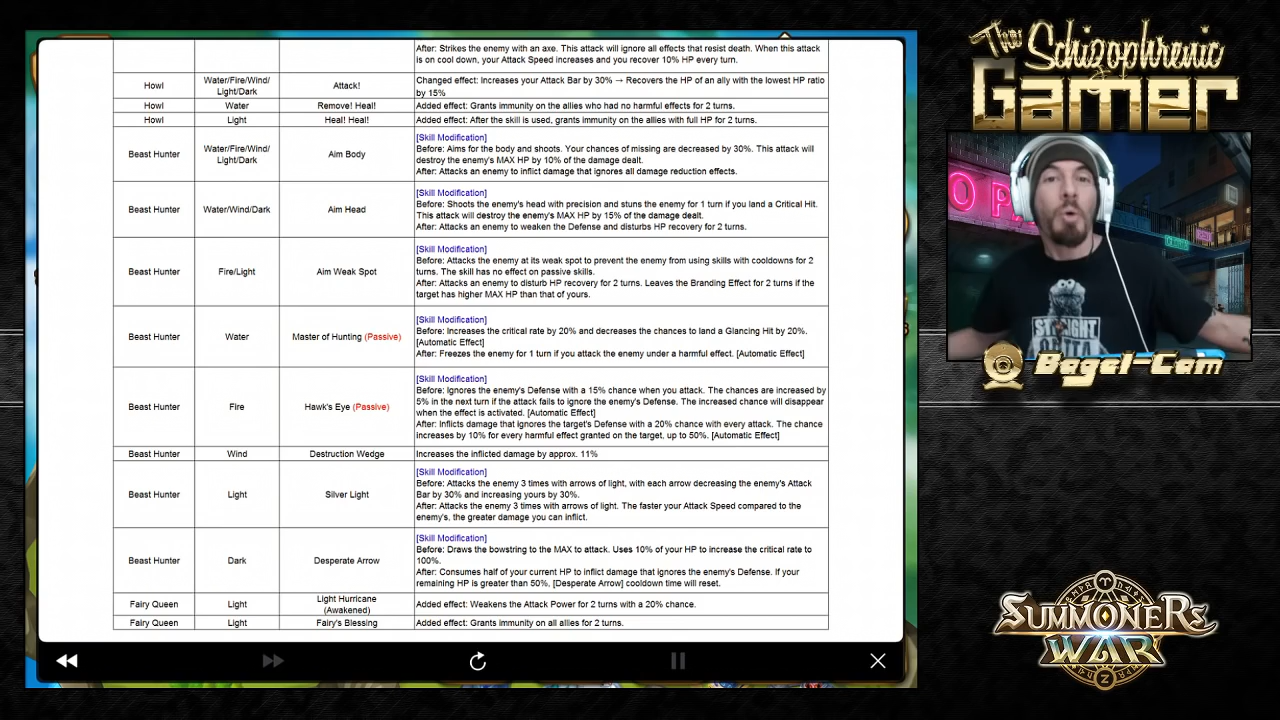 The Schizophrenic
Gamer
After: Strikes the enemy with an axe. This attack will ignore all effects that resist death. When this attack
is on cool down, your Attack Speed increases and you recover 10% HP every turn.
Howl
Water/Fire/Wind/
Light/Dark
Attack!
Changed effect: Increases your Attack Bar by 30% → Recovers the HP of an ally with the lowest HP ratio
by 15%
Howl
Water
Remove! Heal!
Added effect: Grants immunity on the allies who had no harmful effects for 2 turns.
Howl
Light
Heal! Heal!
Added effect: After the skill is used, grants immunity on the allies with full HP for 2 turns.
Beast Hunter
Water/Fire/Wind/
Light/Dark
Aim Body
[Skill Modification]
Before: Aims for the body and shoots. Your chances of missing are decreased by 30%. This attack will
destroy the enemy's MAX HP by 10% of the damage dealt.
After: Attacks an enemy to inflict damage that ignores all damage reduction effects.
Beast Hunter
Water/Wind/Dark
Aim Head
[Skill Modification]
Before: Shoots the enemy's head with precision and stuns the enemy for 1 turn if you land a Critical Hit.
This attack will destroy the enemy's MAX HP by 15% of the damage dealt.
After: Attacks an enemy to weaken the Defense and disturbs HP recovery for 2 turns.
Beast Hunter
Fire/Light
Aim Weak Spot
[Skill Modification]
Before: Attacks the enemy at its weak spot to prevent the enemy from using skills with cooldowns for 2
turns. The skill has no effect on passive skills.
After: Attacks an enemy to disturb HP recovery for 2 turns. Leaves the Branding Effect for 2 turns if the
target has higher MAX HP than that of yours.
Beast Hunter
Water
Master of Hunting (Passive)
[Skill Modification]
Before: Increases the critical rate by 20% and decreases the chances to land a Glancing Hit by 20%.
[Automatic Effect]
After: Freezes the enemy for 1 turn if you attack the enemy under a harmful effect. [Automatic Effect]
Beast Hunter
Fire
Hawk's Eye (Passive)
[Skill Modification]
Before: Ignores the enemy's Defense with a 15% chance when you attack. The chances are increased by
5% in the next turn if the attack fails to ignore the enemy's Defense. The increased chance will disappear
when the effect is activated. [Automatic Effect]
After: Inflicts damage that ignores the target's Defense with a 20% chance with every attack. The chance
increases by 10% for every harmful effect granted on the target, up to 50%. [Automatic Effect]
Beast Hunter
Wind
Destruction Wedge
Increases the inflicted damage by approx. 11%
Beast Hunter
Light
Silver Light
[Skill Modification]
Before: Attacks the enemy 3 times with arrows of light, with each arrow decreasing the enemy's Attack
Bar by 30% and increasing yours by 30%.
After: Attacks the enemy 3 times with arrows of light. The faster your Attack Speed compared to the
enemy's, the greater damage you can inflict.
Beast Hunter
Dark
Desperate Arrow
[Skill Modification]
Before: Draws the bowstring to the MAX to attack. Uses 10% of your HP to increase the critical rate to
100%.
After: Consumes half of your current HP to inflict damage that ignores the enemy's Defense. If your
remaining HP is greater than 50%, [Desperate Arrow] cooldown time will reset.
Fairy Queen
Light
Light Hurricane
(Awakened)
Added effect: Weakens the Attack Power for 2 turns with a 20% chance.
Fairy Queen
Light
Fairy's Blessing
Added effect: Grants immunity on all allies for 2 turns.
OP
STRAIGHT
OUTTA
Bagel-Cam
SUMMONERS
WAR